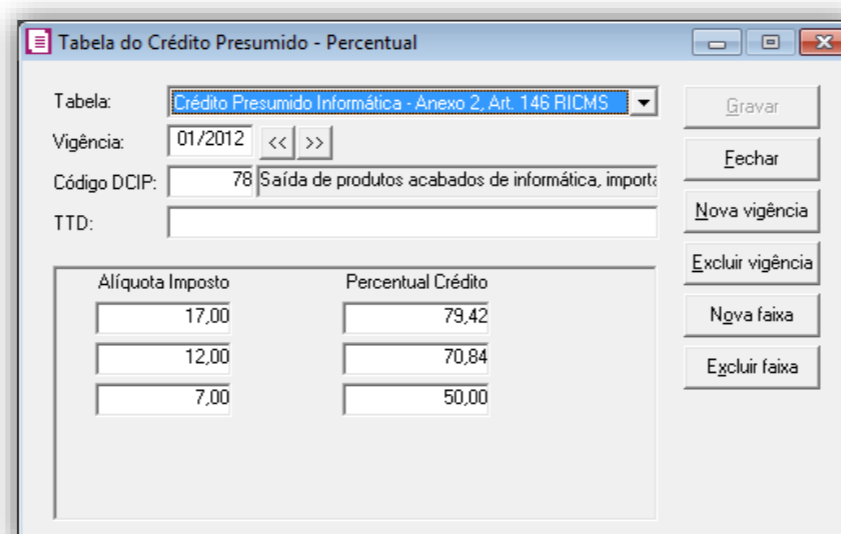 Tabela do Crédito Presumido - Percentual
Tabela: Crédito Presumido Informática - Anexo 2, Art. 146 RICMS
Gravar
Vigência: 01/2012 << >>
Fechar
Código DCIP: 78 Saída de produtos acabados de informática, importa
Nova vigência
TTD:
Excluir vigência
Alíquota Imposto Percentual Crédito
17,00 79,42
Nova faixa
12,00 70,84
Excluir faixa
7,00 50,00